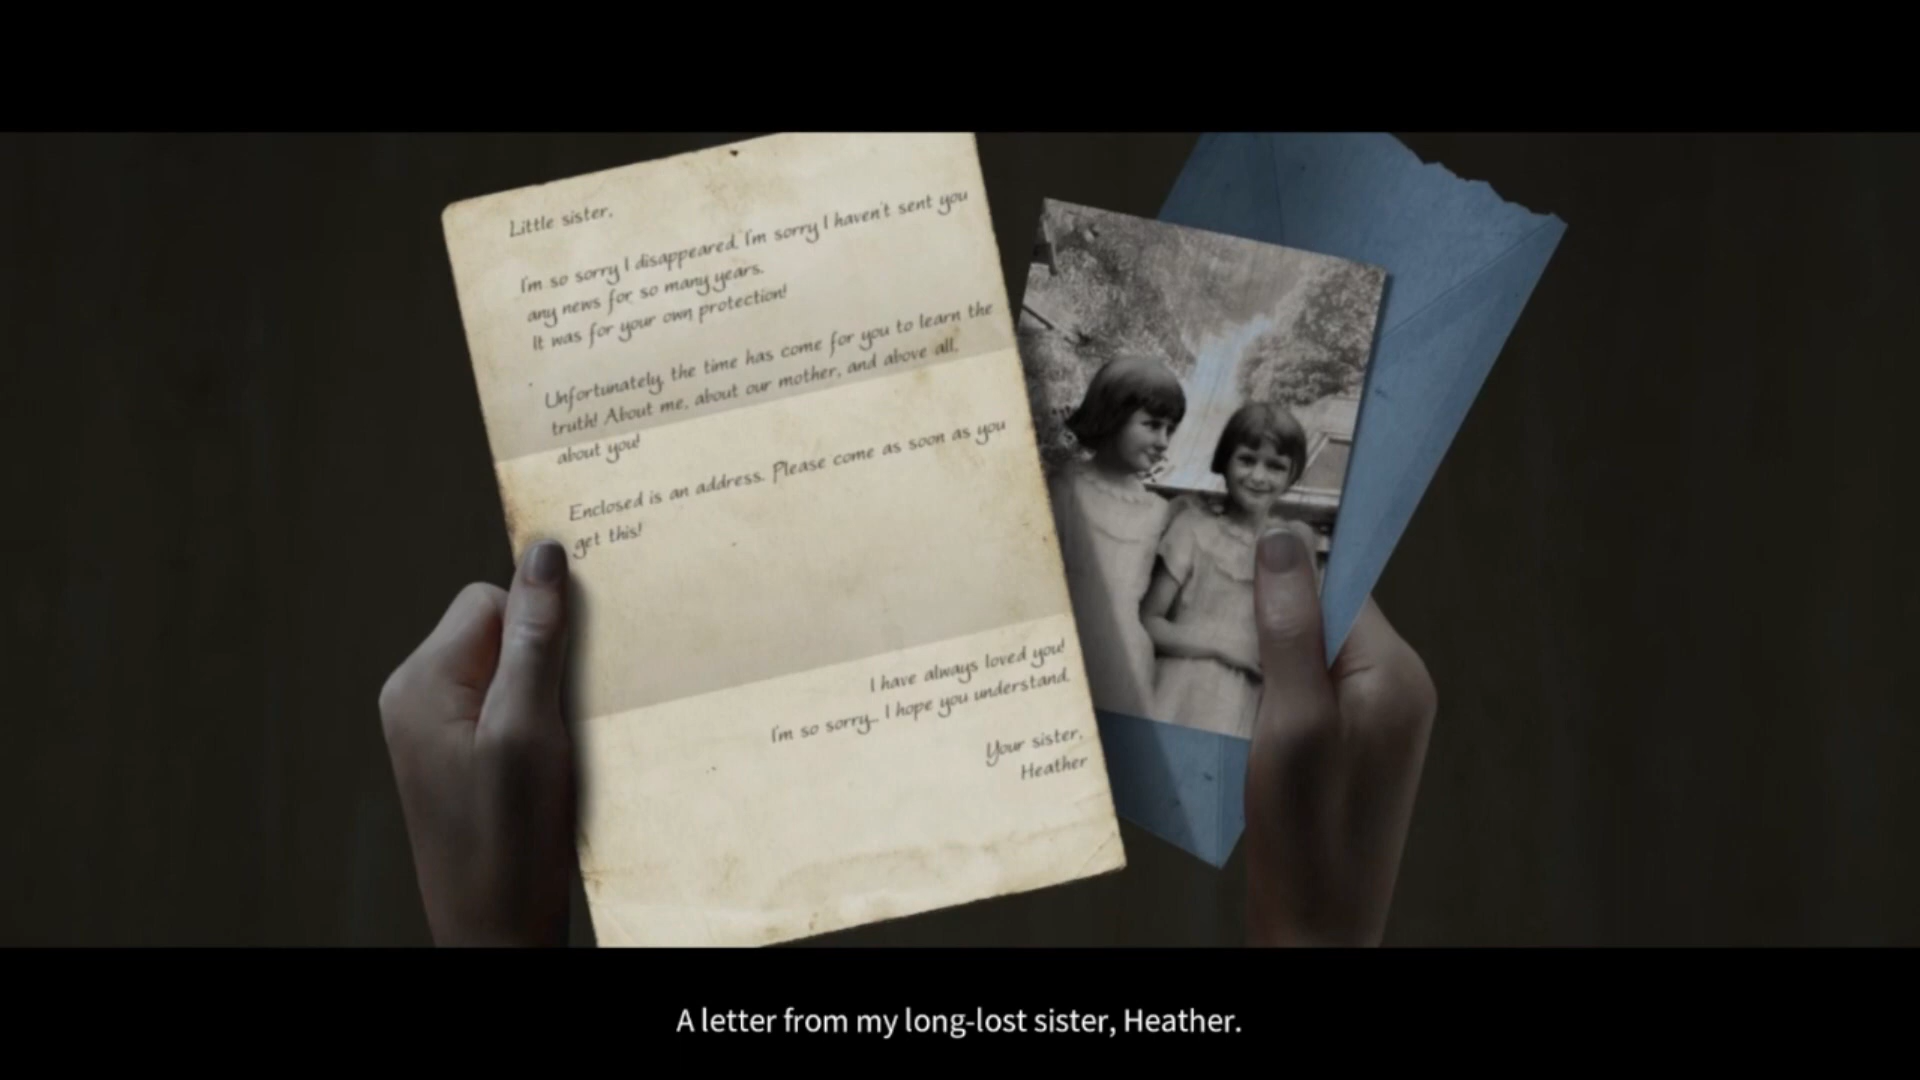 Little sister,
I'm so sorry I disappeared. I'm sorry I haven't sent you
any news for so many years.
It was for your own protection!
Unfortunately, the time has come for you to learn the
truth! About me, about our mother, and above all,
about you!
Enclosed is an address. Please come as soon as you
get this!
I have always loved you!
I'm so sorry... I hope you understand.
Your sister,
Heather
A letter from my long-lost sister, Heather.